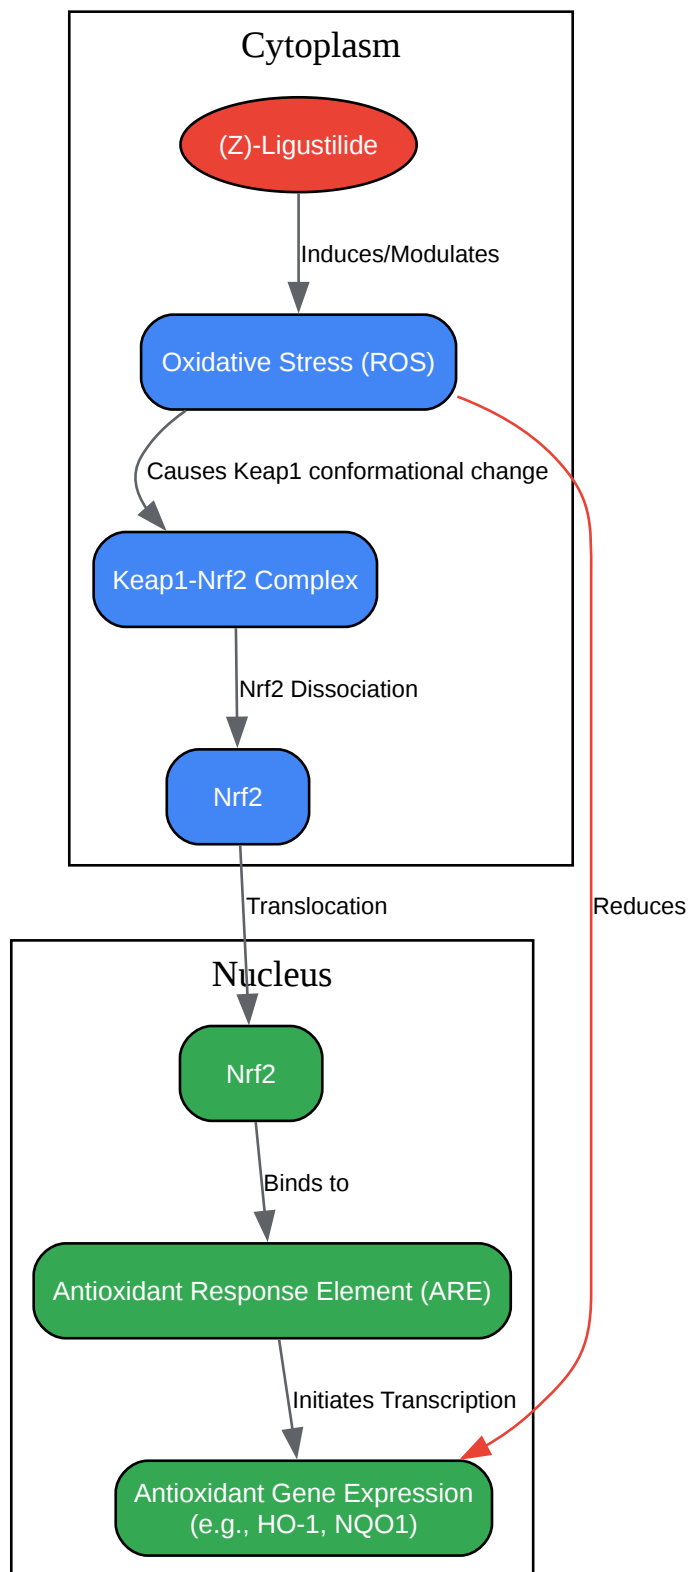 Cytoplasm
(Z)-Ligustilide
Induces/Modulates
Oxidative Stress (ROS)
Causes Keap1 conformational change
Keap1-Nrf2 Complex
Nrf2 Dissociation
Nrf2
Translocation
Reduces
Nucleus
Nrf2
Binds to
Antioxidant Response Element (ARE)
Initiates Transcription
Antioxidant Gene Expression
(e.g., HO-1, NQO1)